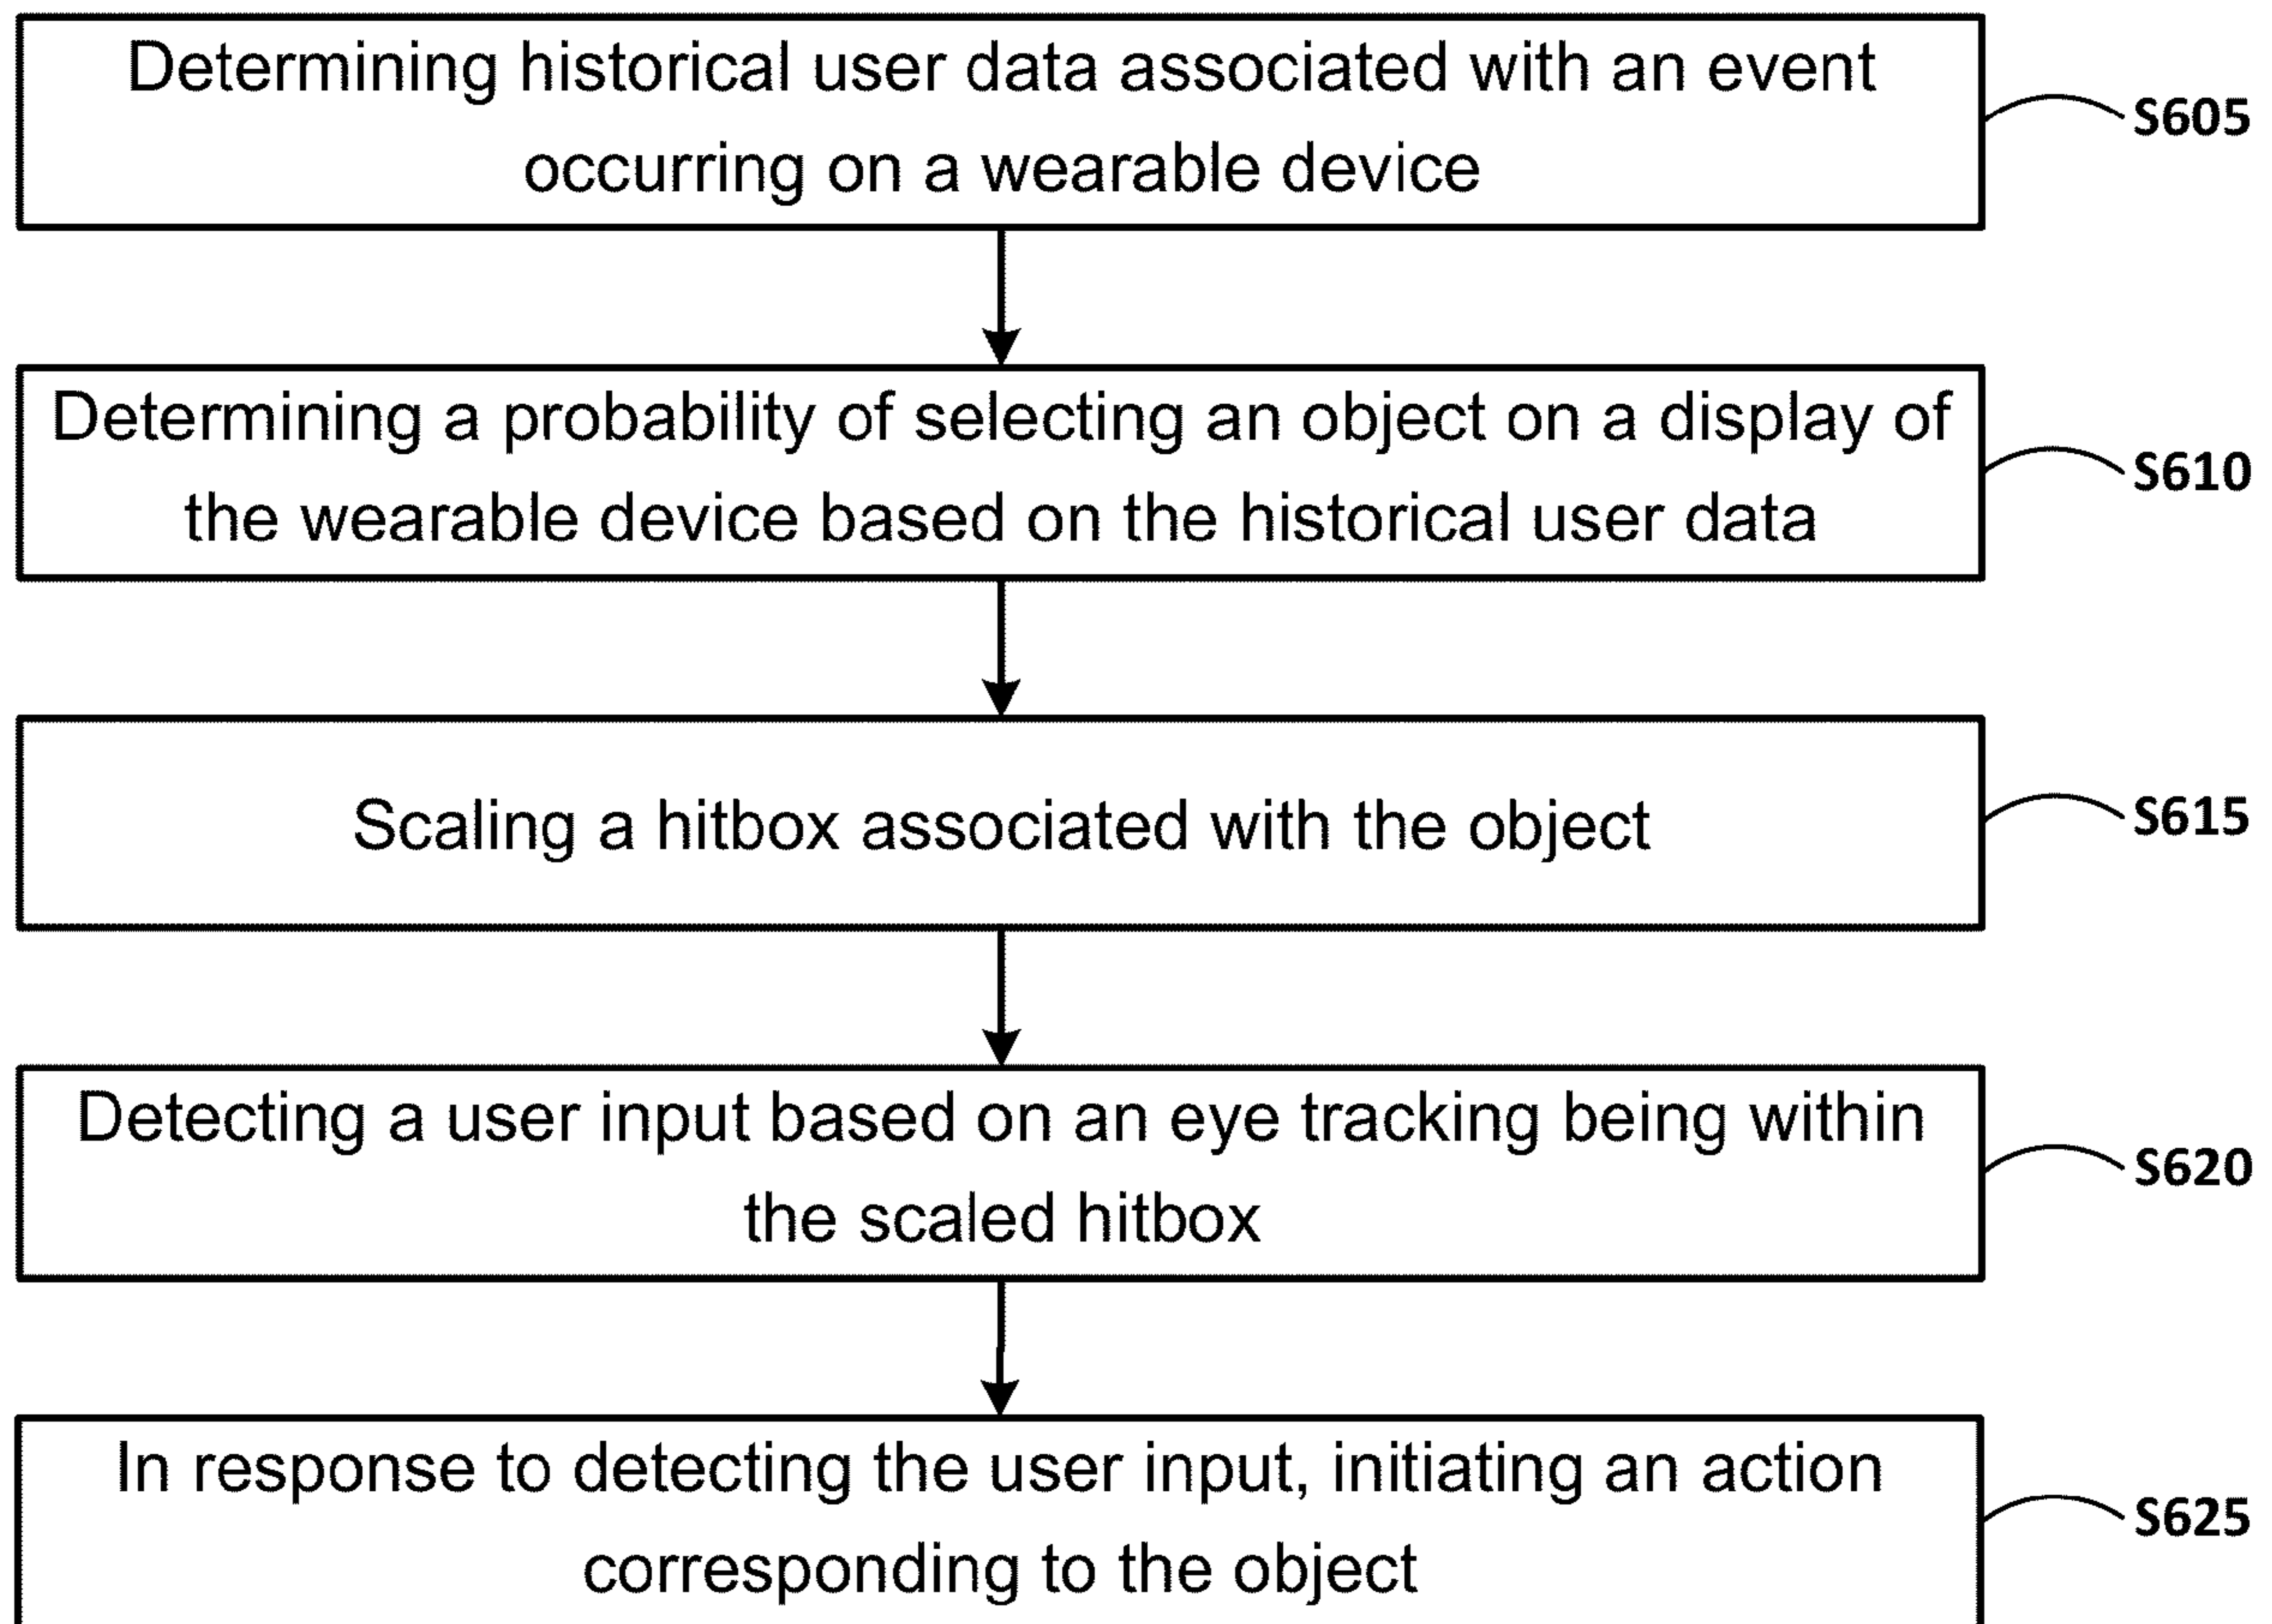 Determining historical user data associated with an event
occurring on a wearable device
S605
Determining a probability of selecting an object on a display of
the wearable device based on the historical user data
S610
Scaling a hitbox associated with the object
S615
Detecting a user input based on an eye tracking being within
the scaled hitbox
S620
In response to detecting the user input, initiating an action
corresponding to the object
S625